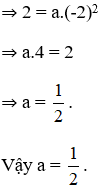 ⇒ 2 = a.(-2)²
⇒ a.4 = 2
⇒ a = 1/2 .
Vậy a = 1/2 .